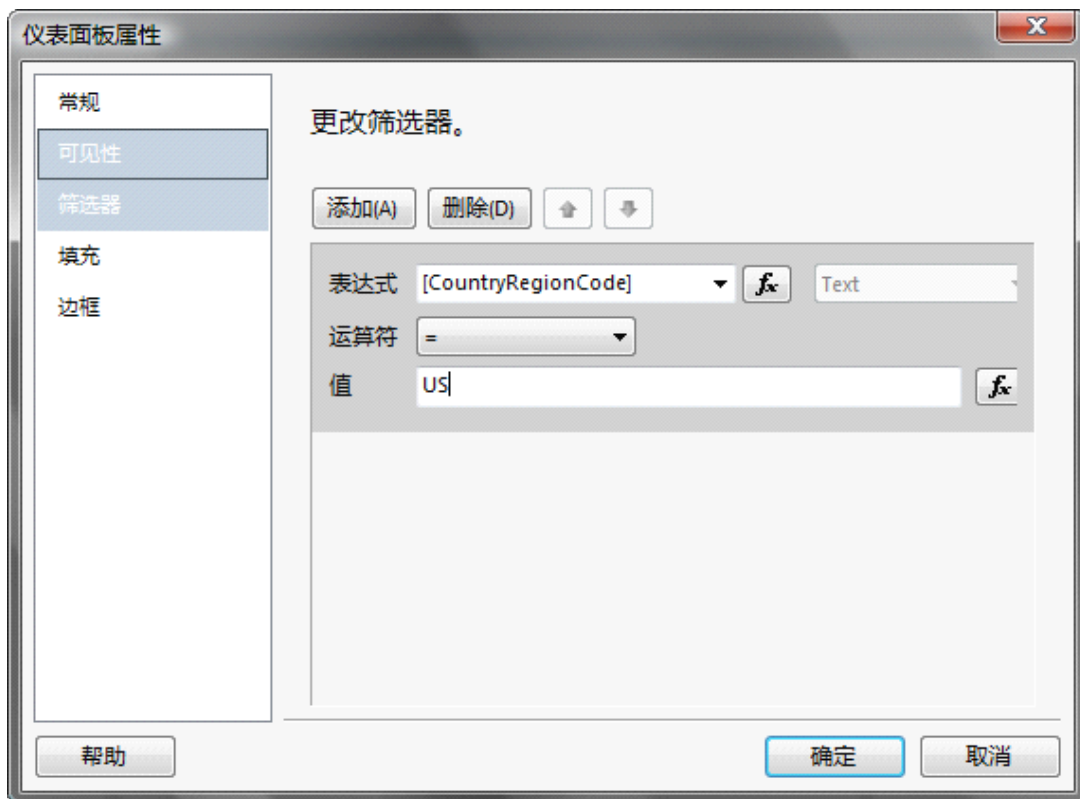 仪表面板属性
常规
可见性
筛选器
填充
边框
更改筛选器。
添加(A) 删除(D)
表达式 [CountryRegionCode] fx Text
运算符 =
值 US fx
帮助 确定 取消